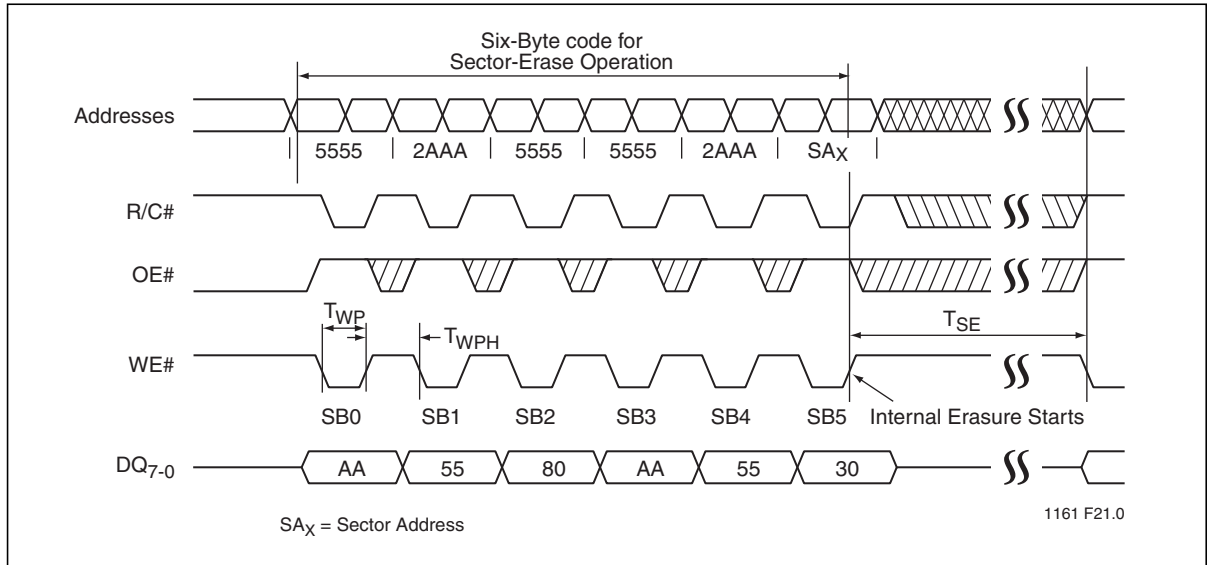 Six-Byte code for
Sector-Erase Operation
Addresses
5555 2AAA 5555 5555 2AAA SAX
R/C#
OE#
TWP
TWPH
TSE
WE#
SB0 SB1 SB2 SB3 SB4 SB5 Internal Erasure Starts
DQ7-0 AA 55 80 AA 55 30
SAX = Sector Address
1161 F21.0